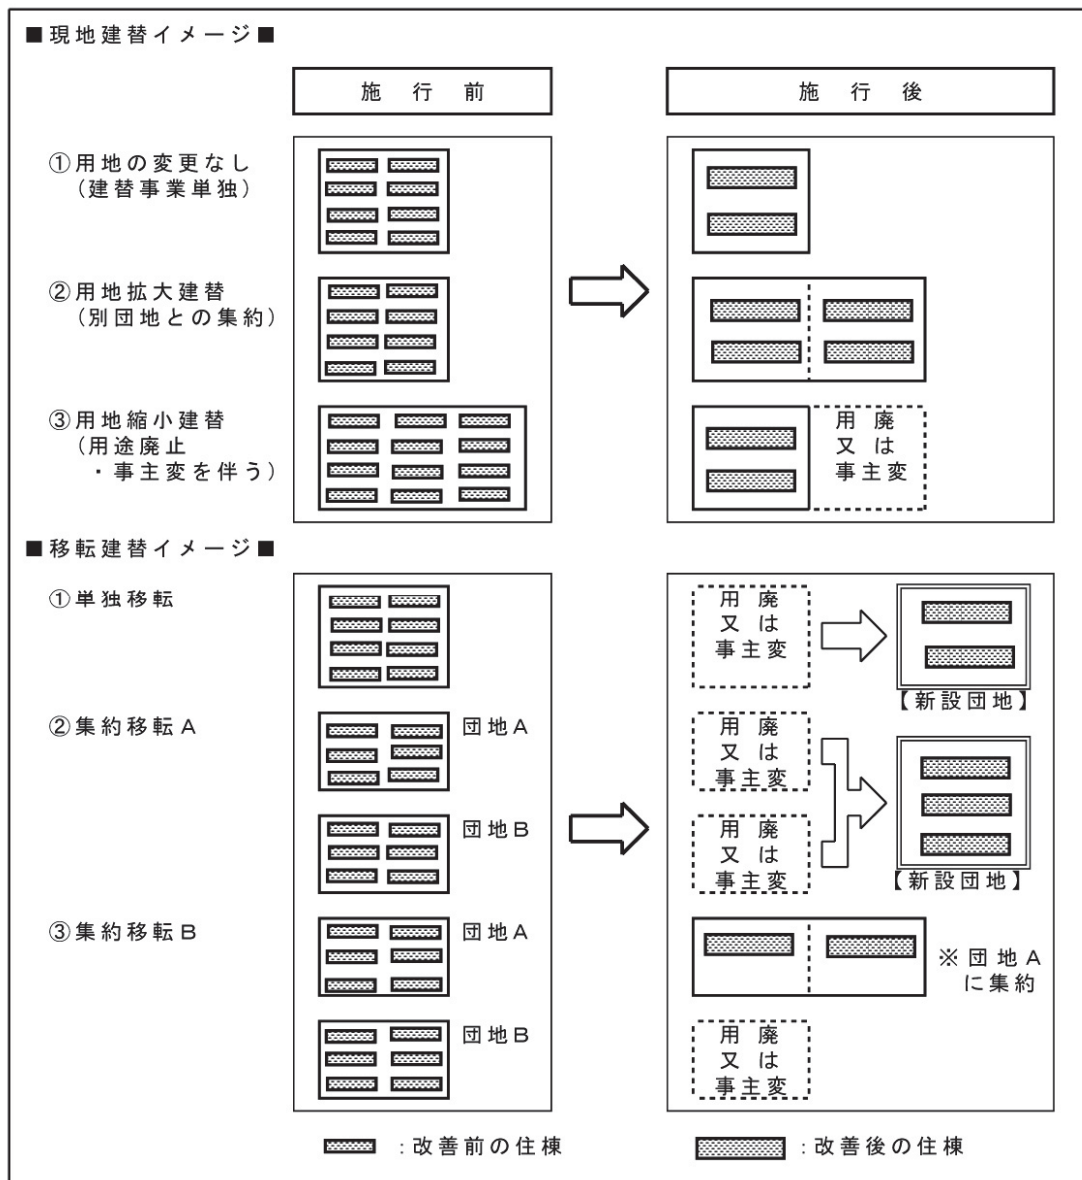 ■現地建替イメージ■
施行前
施行後
①用地の変更なし
（建替事業単独）
②用地拡大建替
（別団地との集約）
③用地縮小建替
（用途廃止
・事主変を伴う）
用廃
又は
事主変
■移転建替イメージ■
①単独移転
用廃
又は
事主変
【新設団地】
②集約移転A
団地A
用廃
又は
事主変
団地B
用廃
又は
事主変
【新設団地】
③集約移転B
団地A
※団地A
に集約
団地B
用廃
又は
事主変
：改善前の住棟
：改善後の住棟